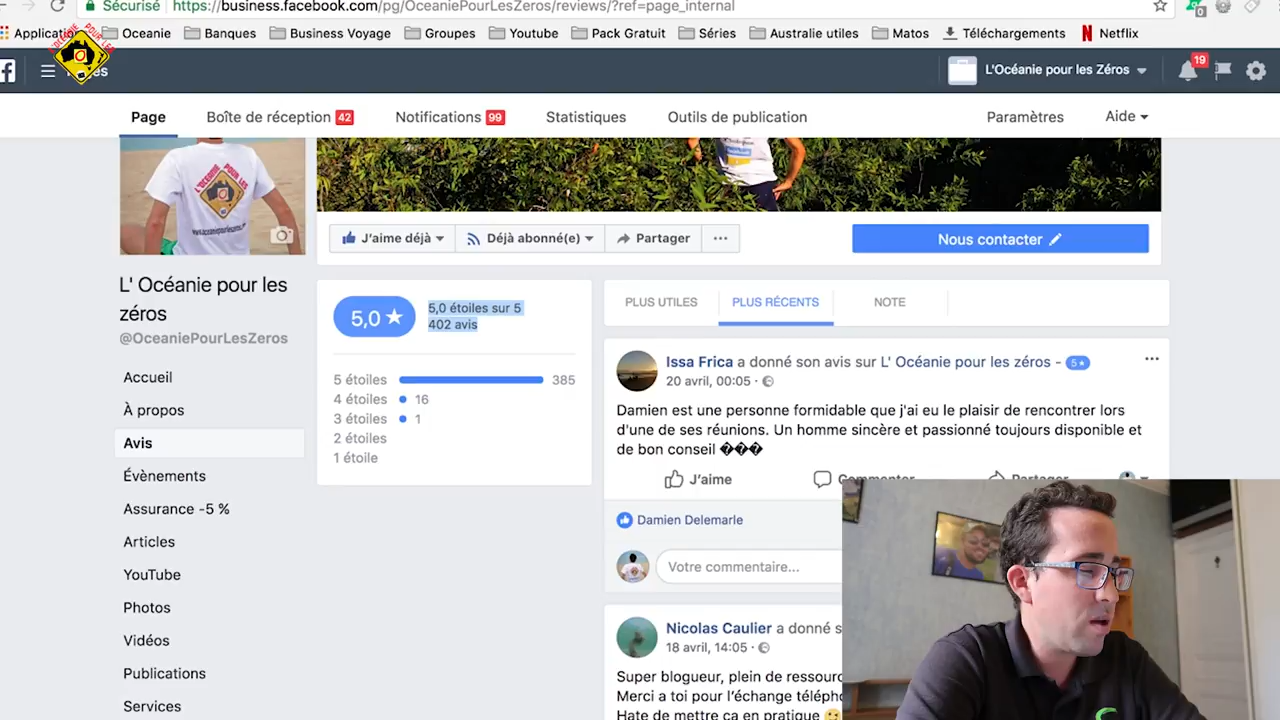 Sécurisé https://business.facebook.com/pg/OceaniePourLesZeros/reviews/?ref=page_internal
Oceanie Banques Business Voyage Groupes Youtube Pack Gratuit Séries Australie utiles Matos Téléchargements Netflix
L'Océanie pour les Zéros 19
Page Boîte de réception 42 Notifications 99 Statistiques Outils de publication Paramètres Aide
J'aime déjà Déjà abonné(e) Partager Nous contacter
L' Océanie pour les
zéros
@OceaniePourLesZeros
Accueil
À propos
Avis
Évènements
Assurance -5 %
Articles
YouTube
Photos
Vidéos
Publications
Services
5,0 ★ 5,0 étoiles sur 5
402 avis
5 étoiles 385
4 étoiles 16
3 étoiles 1
2 étoiles
1 étoile
PLUS UTILES PLUS RÉCENTS NOTE
Issa Frica a donné son avis sur L' Océanie pour les zéros - 5★
20 avril, 00:05
Damien est une personne formidable que j'ai eu le plaisir de rencontrer lors
d'une de ses réunions. Un homme sincère et passionné toujours disponible et
de bon conseil ���
J'aime Commenter Partager
Damien Delemarle
Votre commentaire...
Nicolas Caulier a donné
18 avril, 14:05
Super blogueur, plein de
Merci a toi pour l'échange
Hate de mettre ça en pratique